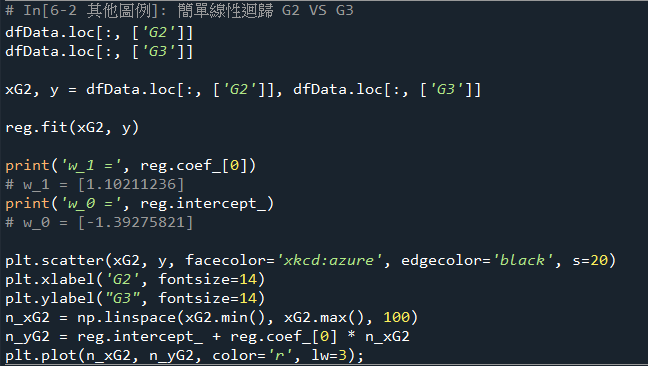 # In[6-2 其他圖例]: 簡單線性迴歸 G2 VS G3
dfData.loc[:, ['G2']]
dfData.loc[:, ['G3']]
xG2, y = dfData.loc[:, ['G2']], dfData.loc[:, ['G3']]
reg.fit(xG2, y)
print('w_1 =', reg.coef_[0])
# w_1 = [1.10211236]
print('w_0 =', reg.intercept_)
# w_0 = [-1.39275821]
plt.scatter(xG2, y, facecolor='xkcd:azure', edgecolor='black', s=20)
plt.xlabel('G2', fontsize=14)
plt.ylabel("G3", fontsize=14)
n_xG2 = np.linspace(xG2.min(), xG2.max(), 100)
n_yG2 = reg.intercept_ + reg.coef_[0] * n_xG2
plt.plot(n_xG2, n_yG2, color='r', lw=3);